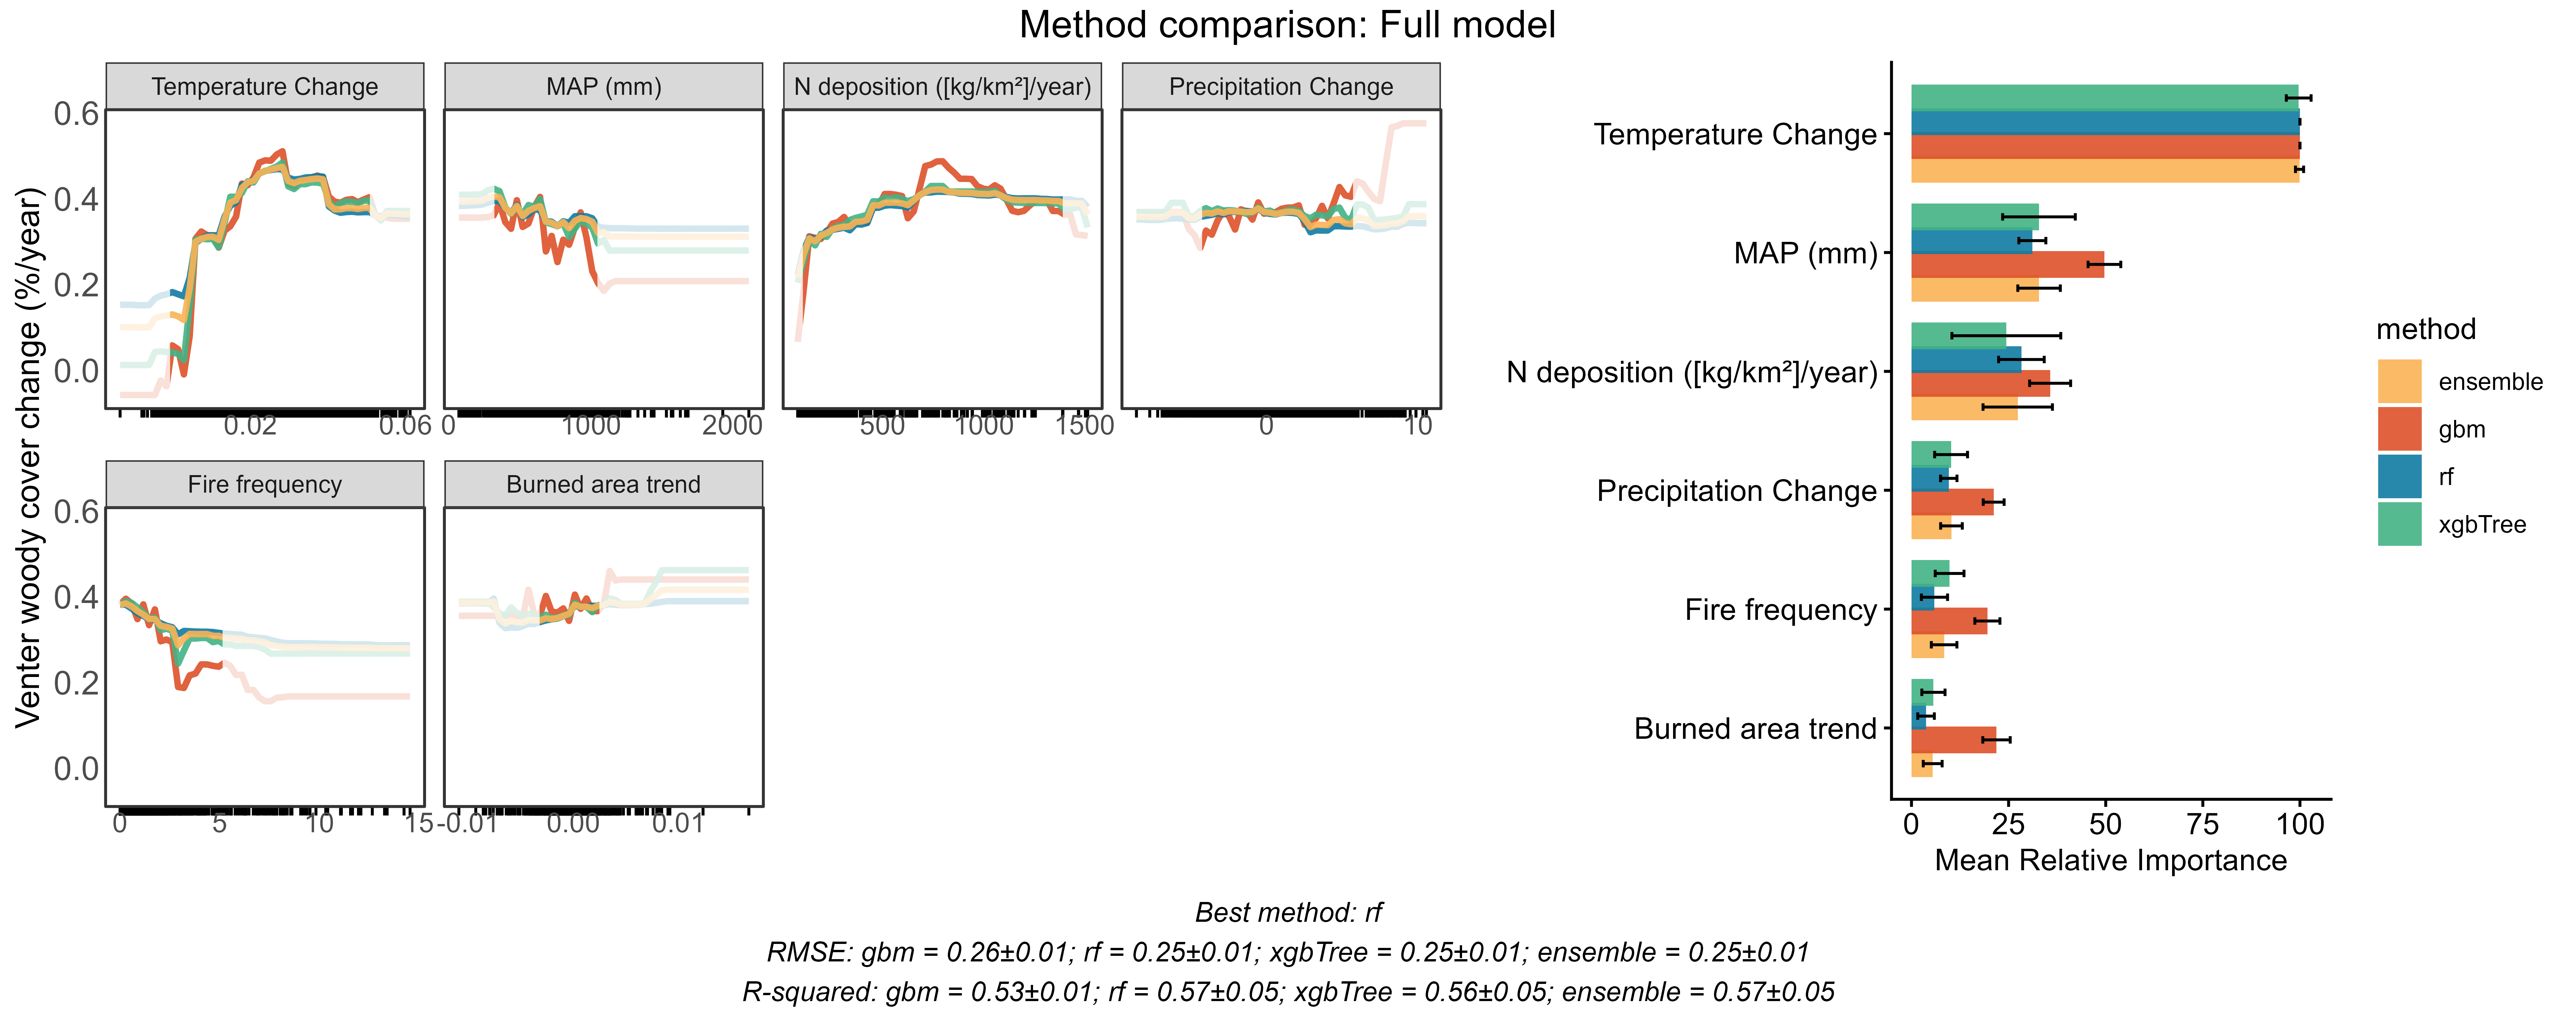 Method comparison: Full model
Temperature Change
MAP (mm)
N deposition ([kg/km²]/year)
Precipitation Change
Venter woody cover change (%/year)
0.6
0.4
0.2
0.0
0.02 0.06
0 1000 2000
500 1000 1500
0 10
Fire frequency
Burned area trend
0.6
0.4
0.2
0.0
0 5 10 15
-0.01 0.00 0.01
Temperature Change
MAP (mm)
N deposition ([kg/km²]/year)
Precipitation Change
Fire frequency
Burned area trend
0 25 50 75 100
Mean Relative Importance
method
ensemble
gbm
rf
xgbTree
Best method: rf
RMSE: gbm = 0.26±0.01; rf = 0.25±0.01; xgbTree = 0.25±0.01; ensemble = 0.25±0.01
R-squared: gbm = 0.53±0.01; rf = 0.57±0.05; xgbTree = 0.56±0.05; ensemble = 0.57±0.05